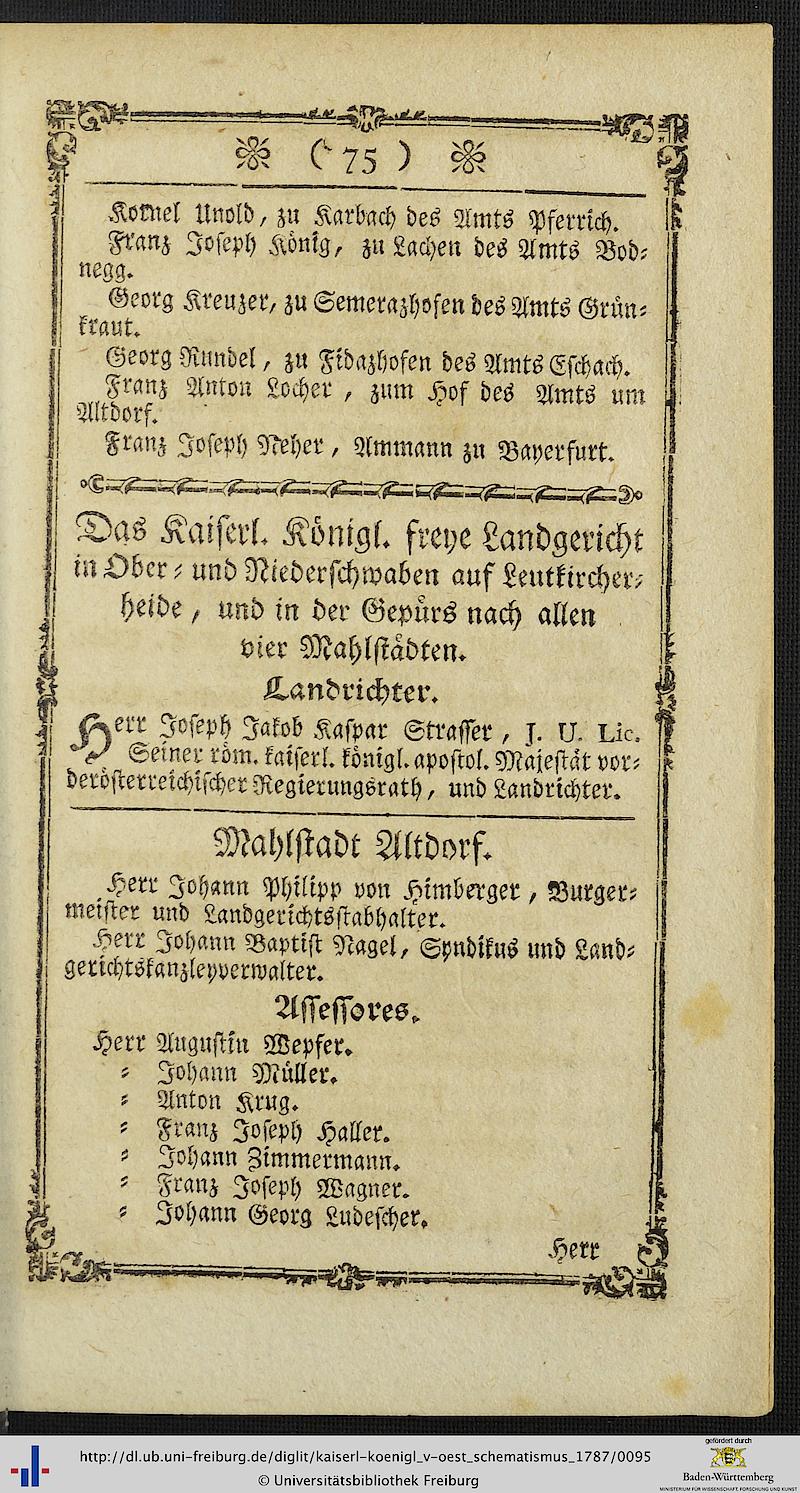 ( 75 )
Kornel Unold, zu Karbach des Amts Pferrich.
Franz Joseph König, zu Lachen des Amts Bod-
negg.
Georg Kreuzer, zu Semerazhofen des Amts Grün-
kraut.
Georg Rundel, zu Fidazhofen des Amts Eschach.
Franz Anton Locher, zum Hof des Amts um
Altdorf.
Franz Joseph Neher, Ammann zu Bayerfurt.
Das Kaiserl. Königl. freye Landgericht
in Ober- und Niederschwaben auf Leutkircher-
heide, und in der Gepürs nach allen
vier Mahlstädten.
Landrichter.
Herr Joseph Jakob Kaspar Strasser, J. U. Lic.
Seiner röm. kaiserl. königl. apostol. Majestät vor-
derösterreichischer Regierungsrath, und Landrichter.
Mahlstadt Altdorf.
Herr Johann Philipp von Himberger, Burger-
meister und Landgerichtsstabhalter.
Herr Johann Baptist Nagel, Syndikus und Land-
gerichtskanzleyverwalter.
Assessores.
Herr Augustin Wepfer.
- Johann Müller.
- Anton Krug.
- Franz Joseph Haller.
- Johann Zimmermann.
- Franz Joseph Wagner.
- Johann Georg Ludescher.
Herr
http://dl.ub.uni-freiburg.de/diglit/kaiserl-koenigl_v-oest_schematismus_1787/0095
© Universitätsbibliothek Freiburg
gefördert durch
Baden-Württemberg
MINISTERIUM FÜR WISSENSCHAFT, FORSCHUNG UND KUNST